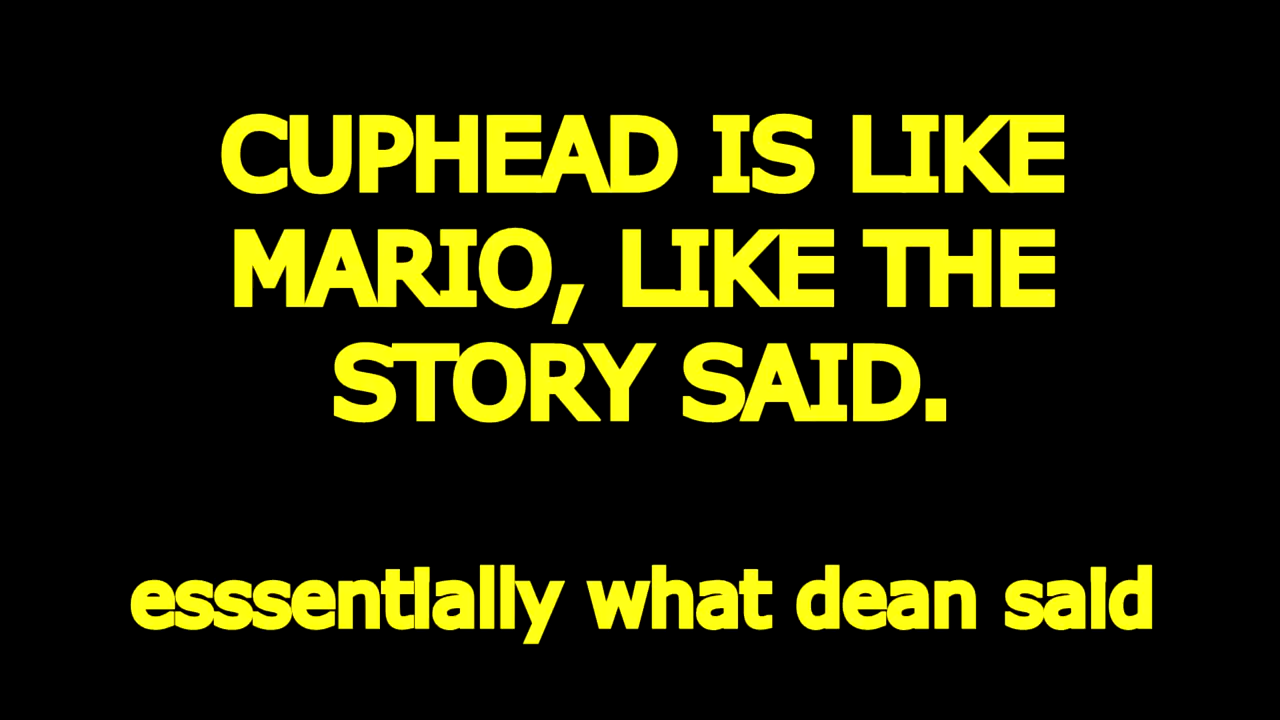 CUPHEAD IS LIKE
MARIO, LIKE THE
STORY SAID.
esssentially what dean said